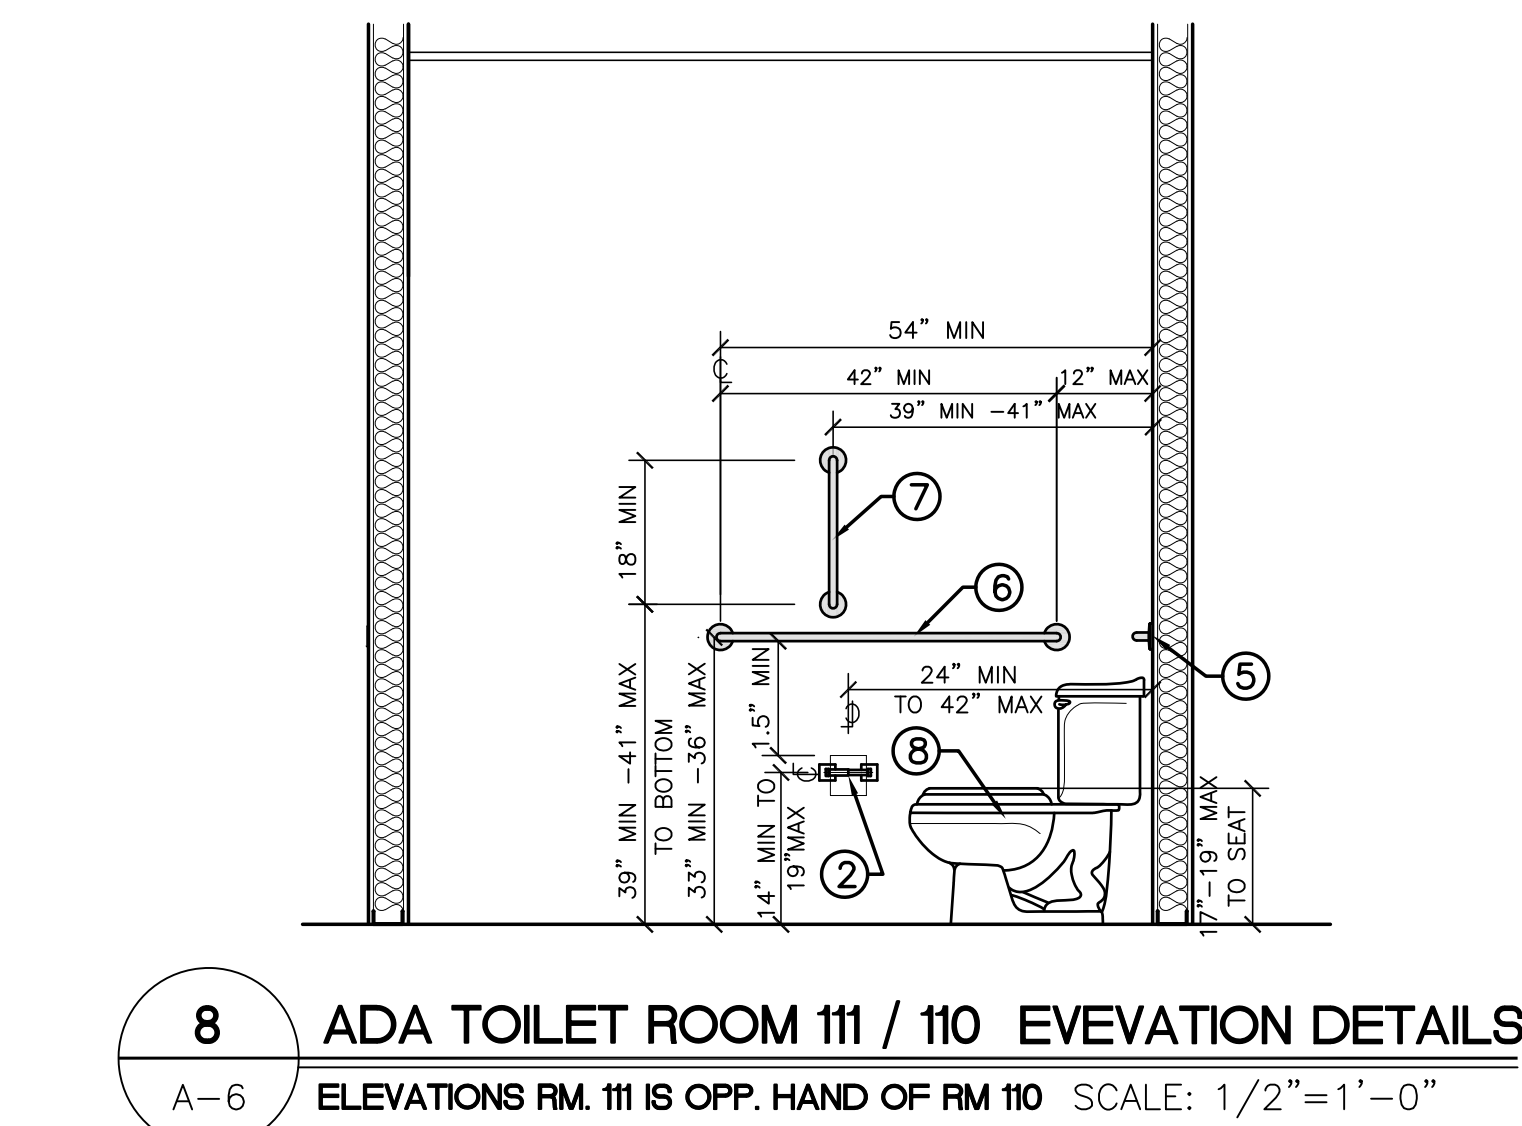 54” MIN
℄
42” MIN
12” MAX
39” MIN –41” MAX
7
18” MIN
6
5
24” MIN
TO 42” MAX
℄
39” MIN –41” MAX
TO BOTTOM
33” MIN –36” MAX
1.5” MIN
℄
8
14” MIN TO
19”MAX
2
17”–19” MAX
TO SEAT
8
A–6
ADA TOILET ROOM 111 / 110 EVEVATION DETAILS
ELEVATIONS RM. 111 IS OPP. HAND OF RM 110 SCALE: 1/2”=1’–0”